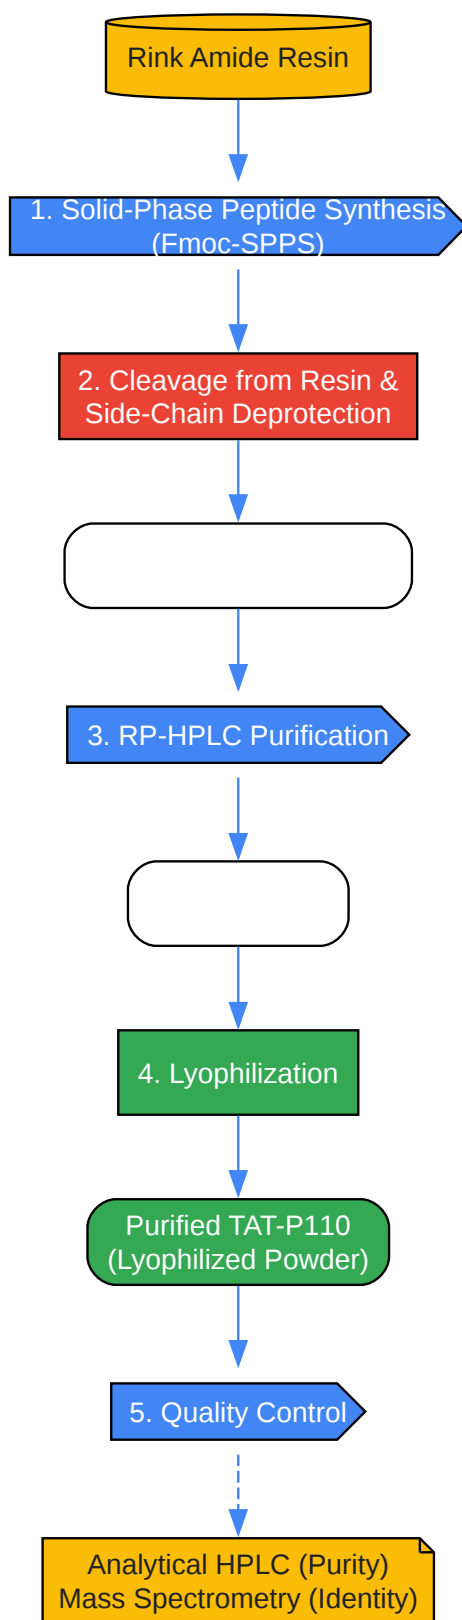 Rink Amide Resin
1. Solid-Phase Peptide Synthesis
(Fmoc-SPPS)
2. Cleavage from Resin &
Side-Chain Deprotection
3. RP-HPLC Purification
4. Lyophilization
Purified TAT-P110
(Lyophilized Powder)
5. Quality Control
Analytical HPLC (Purity)
Mass Spectrometry (Identity)